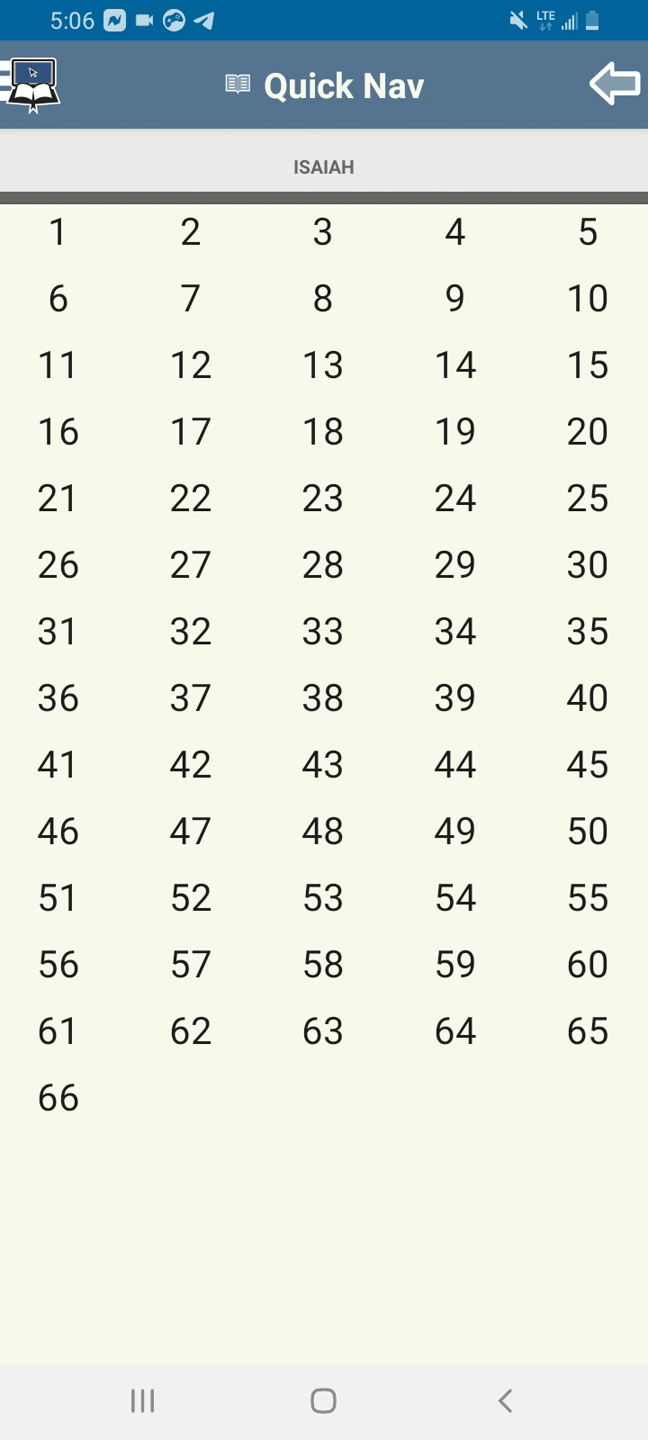 5:06 LTE
Quick Nav
ISAIAH
1 2 3 4 5
6 7 8 9 10
11 12 13 14 15
16 17 18 19 20
21 22 23 24 25
26 27 28 29 30
31 32 33 34 35
36 37 38 39 40
41 42 43 44 45
46 47 48 49 50
51 52 53 54 55
56 57 58 59 60
61 62 63 64 65
66